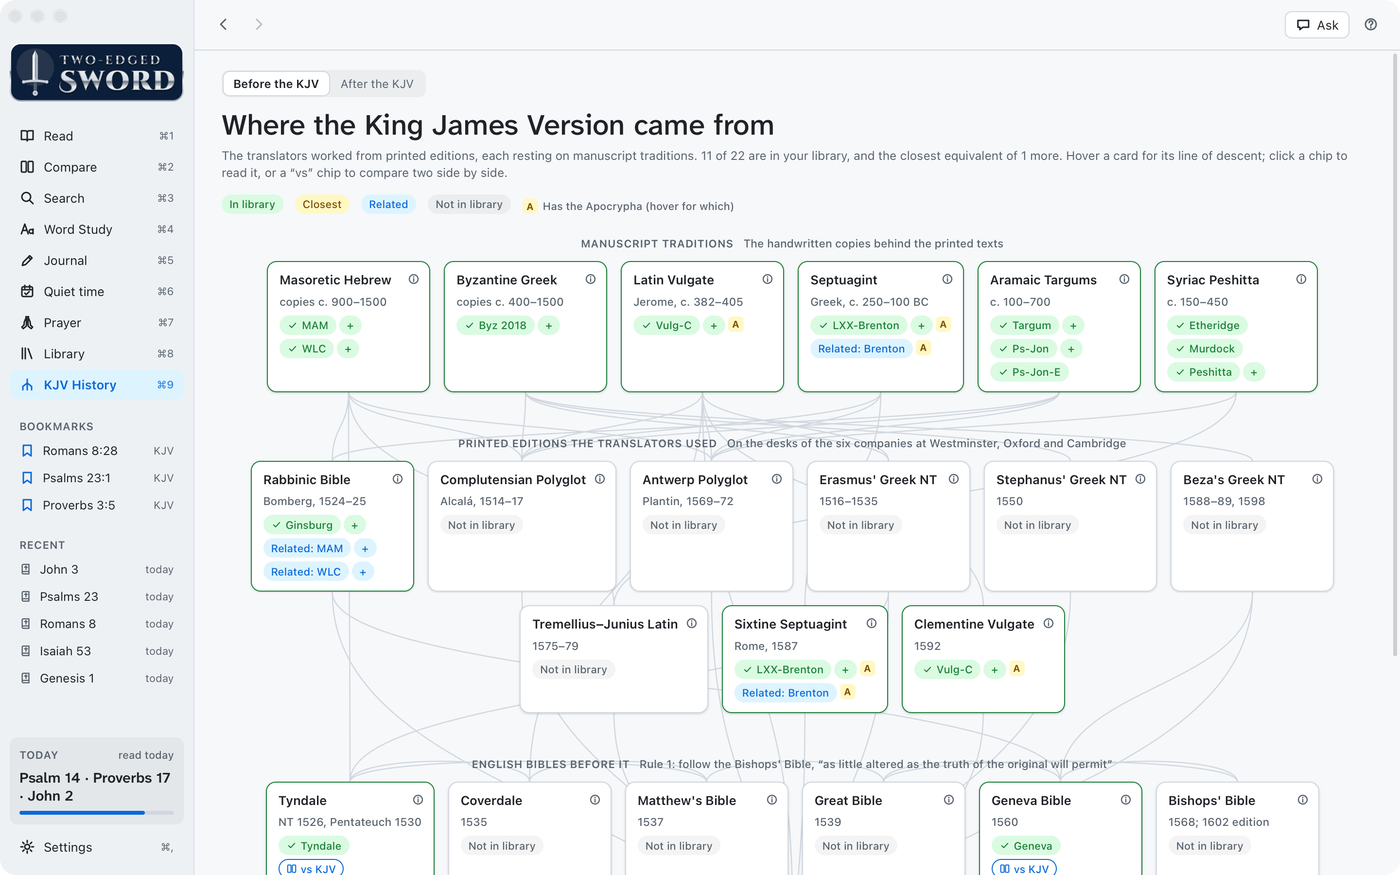 TWO-EDGED
SWORD
Read ⌘1
Compare ⌘2
Search ⌘3
Word Study ⌘4
Journal ⌘5
Quiet time ⌘6
Prayer ⌘7
Library ⌘8
KJV History ⌘9
BOOKMARKS
Romans 8:28 KJV
Psalms 23:1 KJV
Proverbs 3:5 KJV
RECENT
John 3 today
Psalms 23 today
Romans 8 today
Isaiah 53 today
Genesis 1 today
TODAY read today
Psalm 14 · Proverbs 17
· John 2
Settings ⌘,
Ask
Before the KJV After the KJV
Where the King James Version came from
The translators worked from printed editions, each resting on manuscript traditions. 11 of 22 are in your library, and the closest equivalent of 1 more. Hover a card for its line of descent; click a chip to
read it, or a “vs” chip to compare two side by side.
In library Closest Related Not in library A Has the Apocrypha (hover for which)
MANUSCRIPT TRADITIONS The handwritten copies behind the printed texts
Masoretic Hebrew
copies c. 900–1500
✓ MAM +
✓ WLC +
Byzantine Greek
copies c. 400–1500
✓ Byz 2018 +
Latin Vulgate
Jerome, c. 382–405
✓ Vulg-C + A
Septuagint
Greek, c. 250–100 BC
✓ LXX-Brenton + A
Related: Brenton A
Aramaic Targums
c. 100–700
✓ Targum +
✓ Ps-Jon +
✓ Ps-Jon-E
Syriac Peshitta
c. 150–450
✓ Etheridge
✓ Murdock
✓ Peshitta +
PRINTED EDITIONS THE TRANSLATORS USED On the desks of the six companies at Westminster, Oxford and Cambridge
Rabbinic Bible
Bomberg, 1524–25
✓ Ginsburg +
Related: MAM +
Related: WLC +
Complutensian Polyglot
Alcalá, 1514–17
Not in library
Antwerp Polyglot
Plantin, 1569–72
Not in library
Erasmus' Greek NT
1516–1535
Not in library
Stephanus' Greek NT
1550
Not in library
Beza's Greek NT
1588–89, 1598
Not in library
Tremellius–Junius Latin
1575–79
Not in library
Sixtine Septuagint
Rome, 1587
✓ LXX-Brenton + A
Related: Brenton A
Clementine Vulgate
1592
✓ Vulg-C + A
ENGLISH BIBLES BEFORE IT Rule 1: follow the Bishops' Bible, “as little altered as the truth of the original will permit”
Tyndale
NT 1526, Pentateuch 1530
✓ Tyndale
vs KJV
Coverdale
1535
Not in library
Matthew's Bible
1537
Not in library
Great Bible
1539
Not in library
Geneva Bible
1560
✓ Geneva
vs KJV
Bishops' Bible
1568; 1602 edition
Not in library